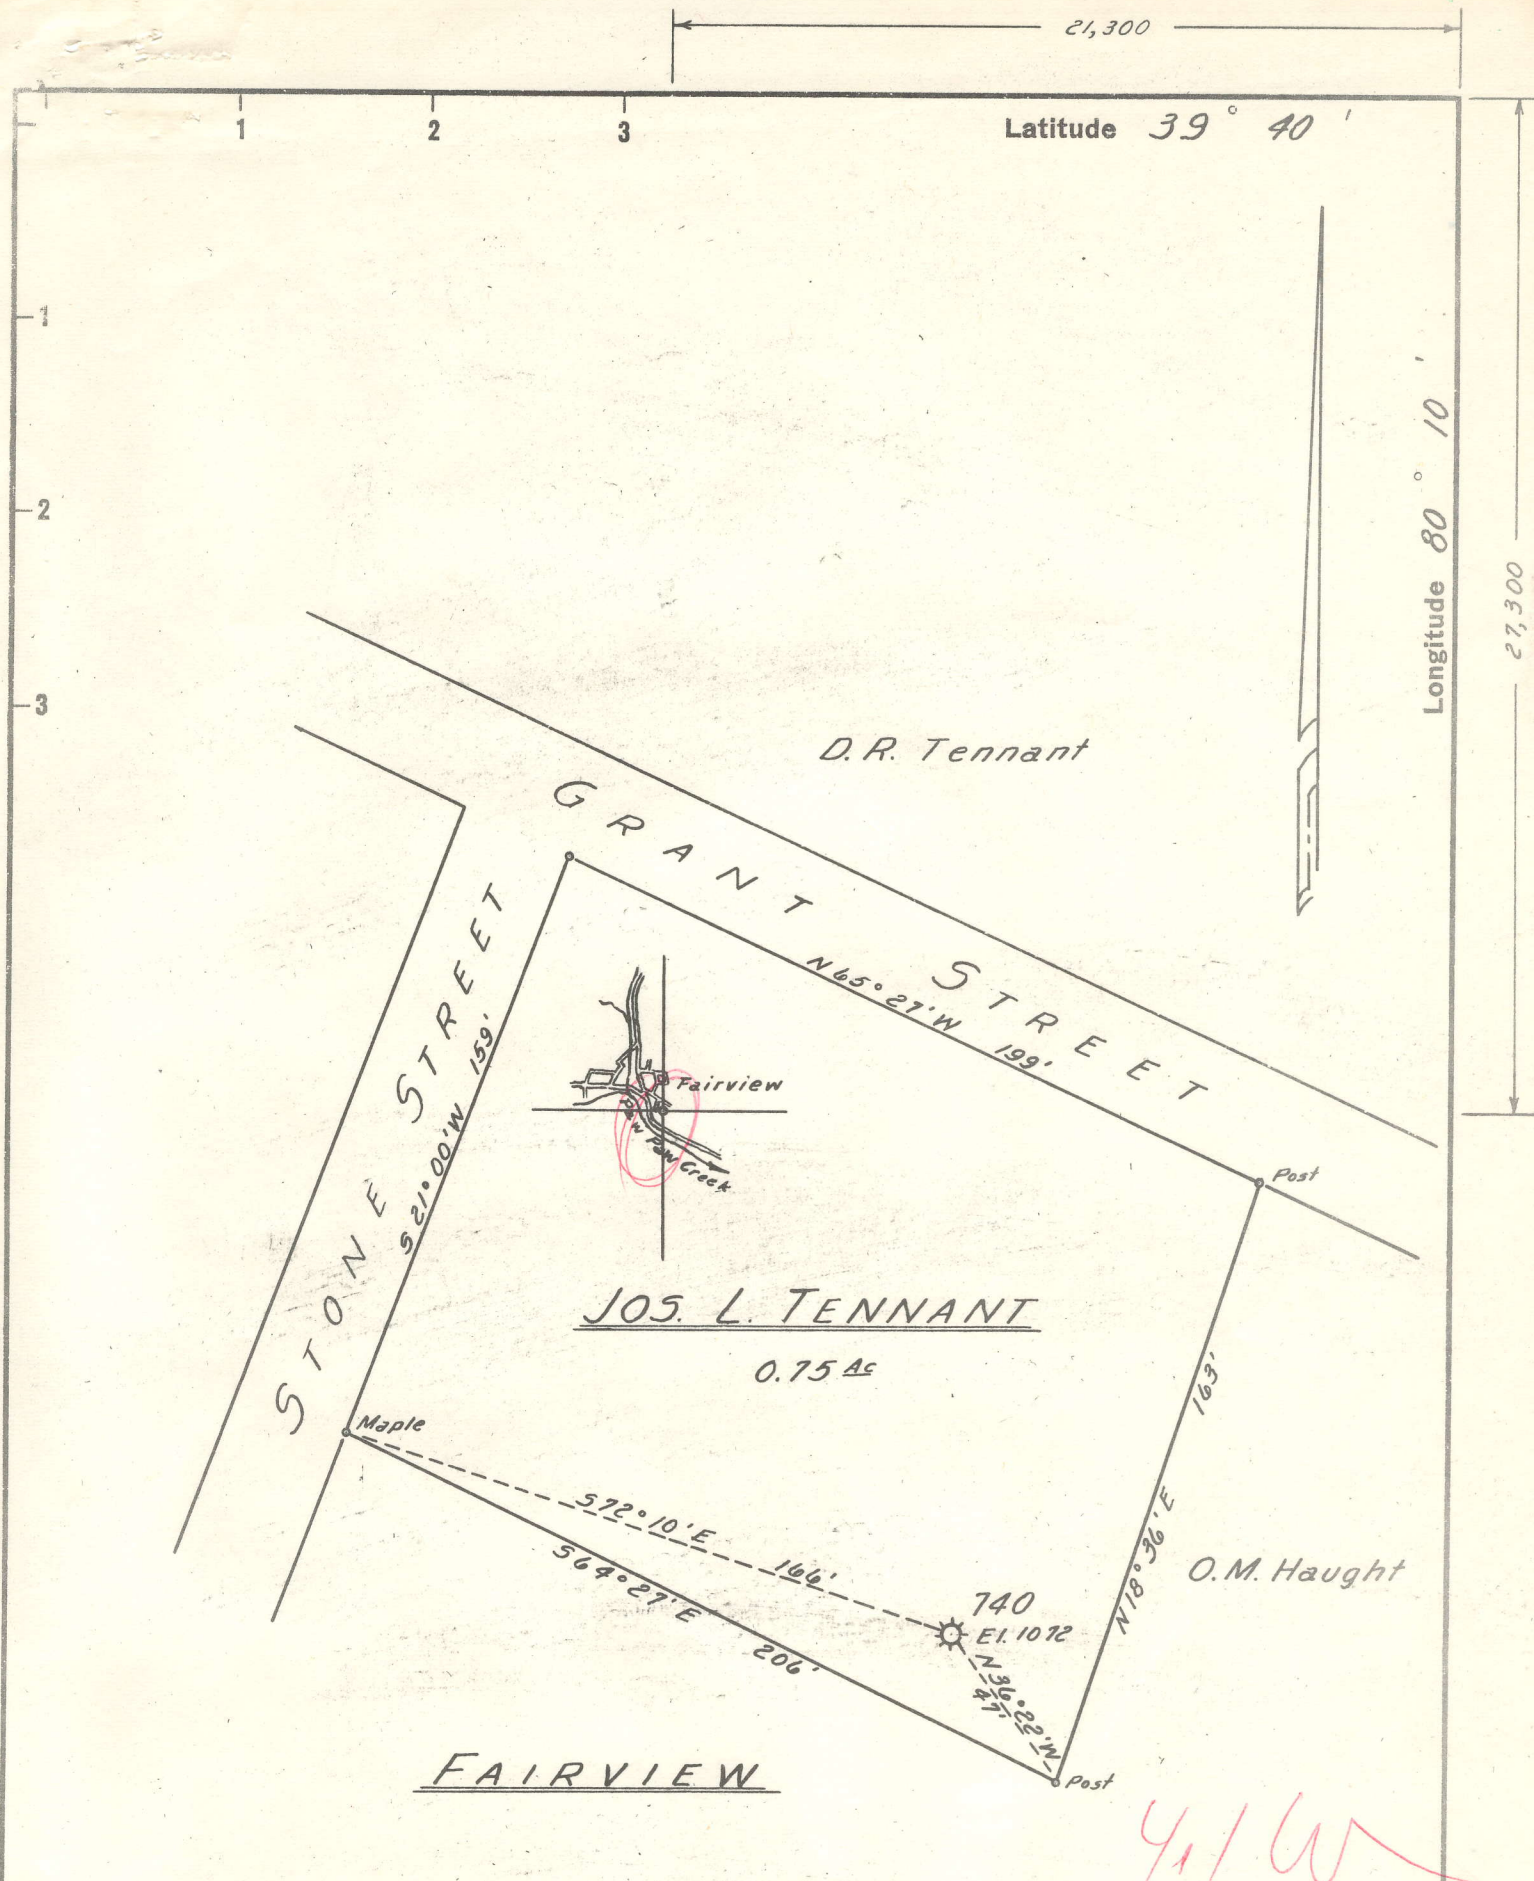 21,300
1 2 3
Latitude 39° 40'
1
2
3
Longitude 80° 10'
27,300
D.R. Tennant
GRANT STREET
N65°27'W 199'
STONE STREET
S21°00'W 159'
Fairview
Paw Creek
Post
JOS. L. TENNANT
0.75 Ac
163'
N18°36'E
Maple
S72°10'E 166'
S64°27'E 206'
O.M. Haught
740
El. 1072
N36°22'W
47'
Post
FAIRVIEW